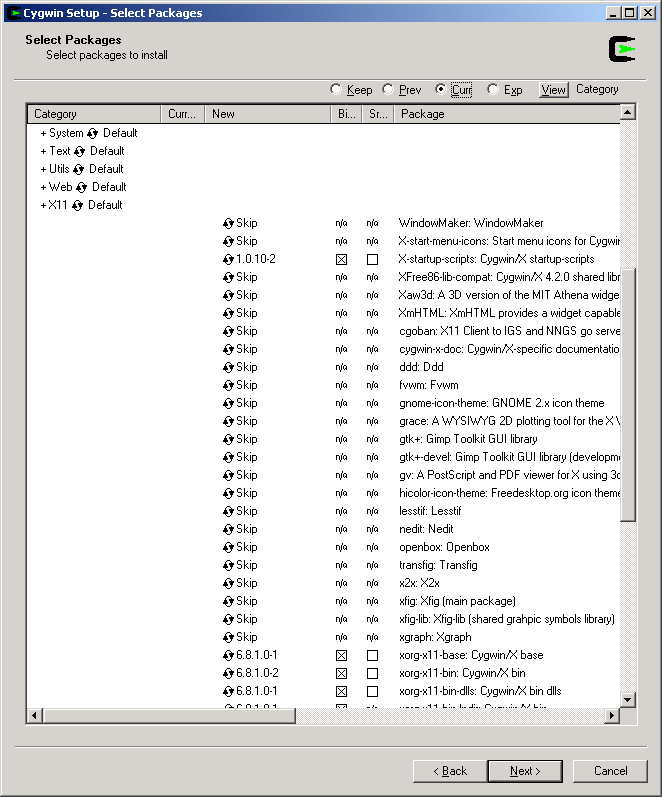 Cygwin Setup - Select Packages
Select Packages
Select packages to install
Keep Prev Curr Exp View Category
Category Curr... New Bi... Sr... Package
+ System Default
+ Text Default
+ Utils Default
+ Web Default
+ X11 Default
Skip n/a n/a WindowMaker: WindowMaker
Skip n/a n/a X-start-menu-icons: Start menu icons for Cygwin
1.0.10-2 X-startup-scripts: Cygwin/X startup-scripts
Skip n/a n/a XFree86-lib-compat: Cygwin/X 4.2.0 shared libr
Skip n/a n/a Xaw3d: A 3D version of the MIT Athena widge
Skip n/a n/a XmHTML: XmHTML provides a widget capable
Skip n/a n/a cgoban: X11 Client to IGS and NNGS go serve
Skip n/a n/a cygwin-x-doc: Cygwin/X-specific documentatio
Skip n/a n/a ddd: Ddd
Skip n/a n/a fvwm: Fvwm
Skip n/a n/a gnome-icon-theme: GNOME 2.x icon theme
Skip n/a n/a grace: A WYSIWYG 2D plotting tool for the X
Skip n/a n/a gtk+: Gimp Toolkit GUI library
Skip n/a n/a gtk+-devel: Gimp Toolkit GUI library (developm
Skip n/a n/a gv: A PostScript and PDF viewer for X using 3d
Skip n/a n/a hicolor-icon-theme: Freedesktop.org icon theme
Skip n/a n/a lesstif: Lesstif
Skip n/a n/a nedit: Nedit
Skip n/a n/a openbox: Openbox
Skip n/a n/a transfig: Transfig
Skip n/a n/a x2x: X2x
Skip n/a n/a xfig: Xfig (main package)
Skip n/a n/a xfig-lib: Xfig-lib (shared grahpic symbols library)
Skip n/a n/a xgraph: Xgraph
6.8.1.0-1 xorg-x11-base: Cygwin/X base
6.8.1.0-2 xorg-x11-bin: Cygwin/X bin
6.8.1.0-1 xorg-x11-bin-dlls: Cygwin/X bin dlls
< Back Next > Cancel